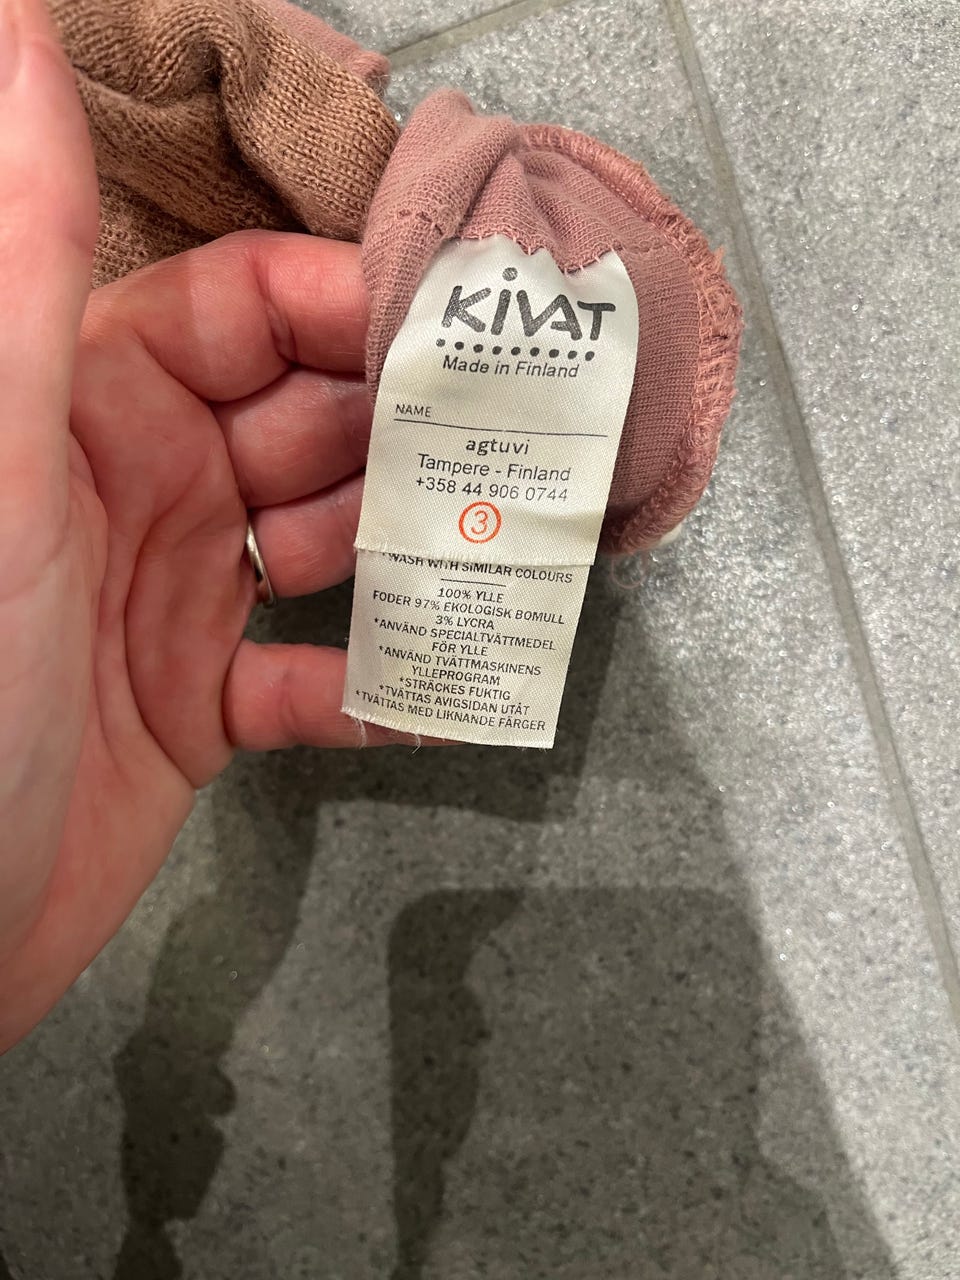 KiVAT
Made in Finland
NAME
agtuvi
Tampere - Finland
+358 44 906 0744
3
*WASH WITH SIMILAR COLOURS
100% YLLE
FODER 97% EKOLOGISK BOMULL
3% LYCRA
*ANVÄND SPECIALTVÄTTMEDEL
FÖR YLLE
*ANVÄND TVÄTTMASKINENS
YLLEPROGRAM
*STRÄCKES FUKTIG
*TVÄTTAS AVIGSIDAN UTÅT
*TVÄTTAS MED LIKNANDE FÄRGER